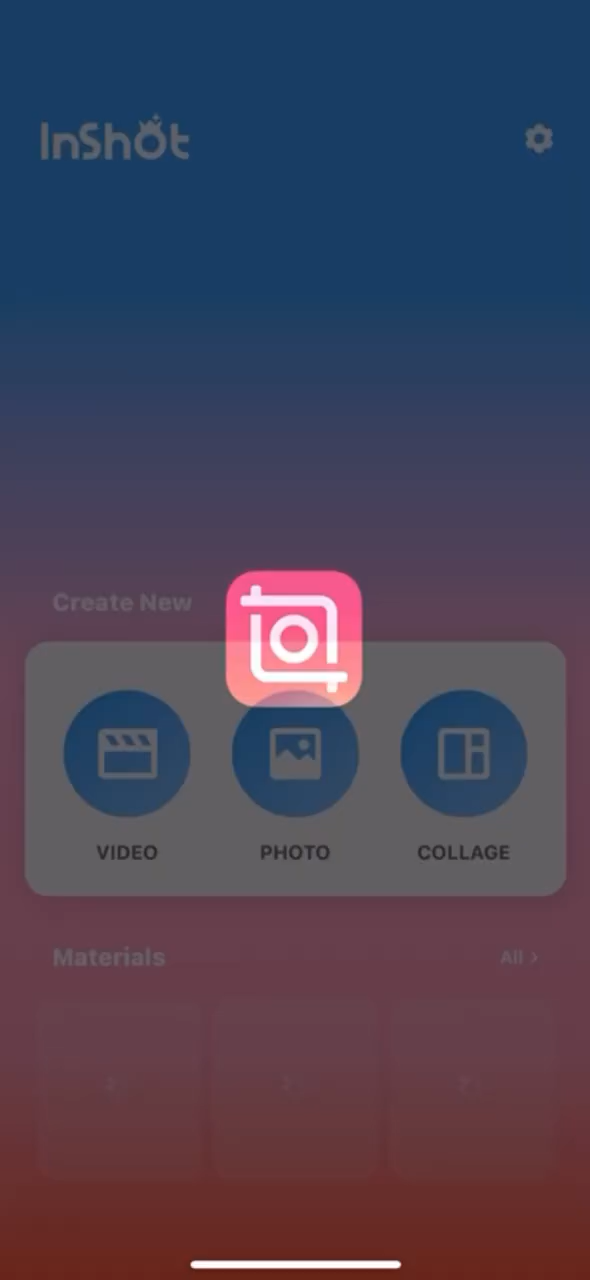 InShot
Create New
VIDEO
PHOTO
COLLAGE
Materials
All >